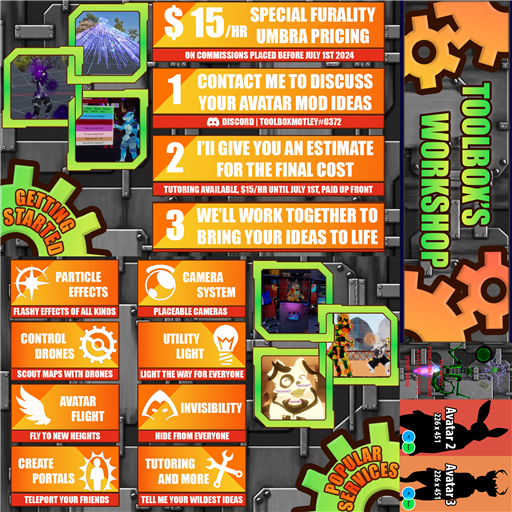 $ 15/HR
SPECIAL FURALITY
UMBRA PRICING
ON COMMISSIONS PLACED BEFORE JULY 1ST 2024
1
CONTACT ME TO DISCUSS
YOUR AVATAR MOD IDEAS
DISCORD | TOOLBOXMOTLEY#0372
2
I'LL GIVE YOU AN ESTIMATE
FOR THE FINAL COST
TUTORING AVAILABLE, $15/HR UNTIL JULY 1ST, PAID UP FRONT
3
WE'LL WORK TOGETHER TO
BRING YOUR IDEAS TO LIFE
GETTING
STARTED
TOOLBOX'S
WORKSHOP
PARTICLE
EFFECTS
FLASHY EFFECTS OF ALL KINDS
CAMERA
SYSTEM
PLACEABLE CAMERAS
CONTROL
DRONES
SCOUT MAPS WITH DRONES
UTILITY
LIGHT
LIGHT THE WAY FOR EVERYONE
AVATAR
FLIGHT
FLY TO NEW HEIGHTS
INVISIBILITY
HIDE FROM EVERYONE
CREATE
PORTALS
TELEPORT YOUR FRIENDS
TUTORING
AND MORE
TELL ME YOUR WILDEST IDEAS
POPULAR
SERVICES
Avatar 2
226 x 451
Avatar 3
226 x 451